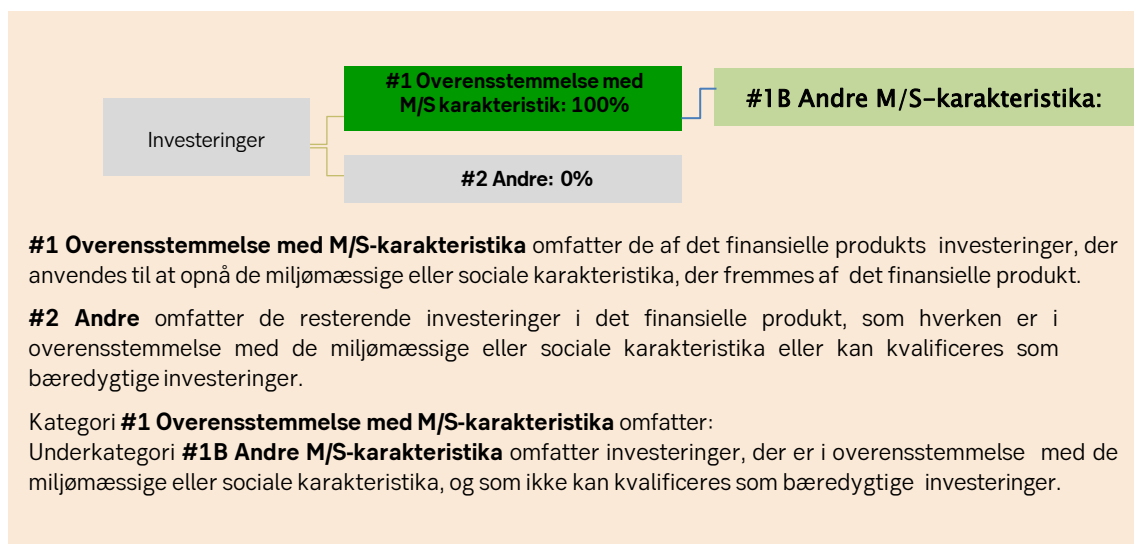 #1 Overensstemmelse med
M/S karakteristik: 100%
#1B Andre M/S-karakteristika:
Investeringer
#2 Andre: 0%
#1 Overensstemmelse med M/S-karakteristika omfatter de af det finansielle produkts investeringer, der
anvendes til at opnå de miljømæssige eller sociale karakteristika, der fremmes af det finansielle produkt.
#2 Andre omfatter de resterende investeringer i det finansielle produkt, som hverken er i
overensstemmelse med de miljømæssige eller sociale karakteristika eller kan kvalificeres som
bæredygtige investeringer.
Kategori #1 Overensstemmelse med M/S-karakteristika omfatter:
Underkategori #1B Andre M/S-karakteristika omfatter investeringer, der er i overensstemmelse med de
miljømæssige eller sociale karakteristika, og som ikke kan kvalificeres som bæredygtige investeringer.